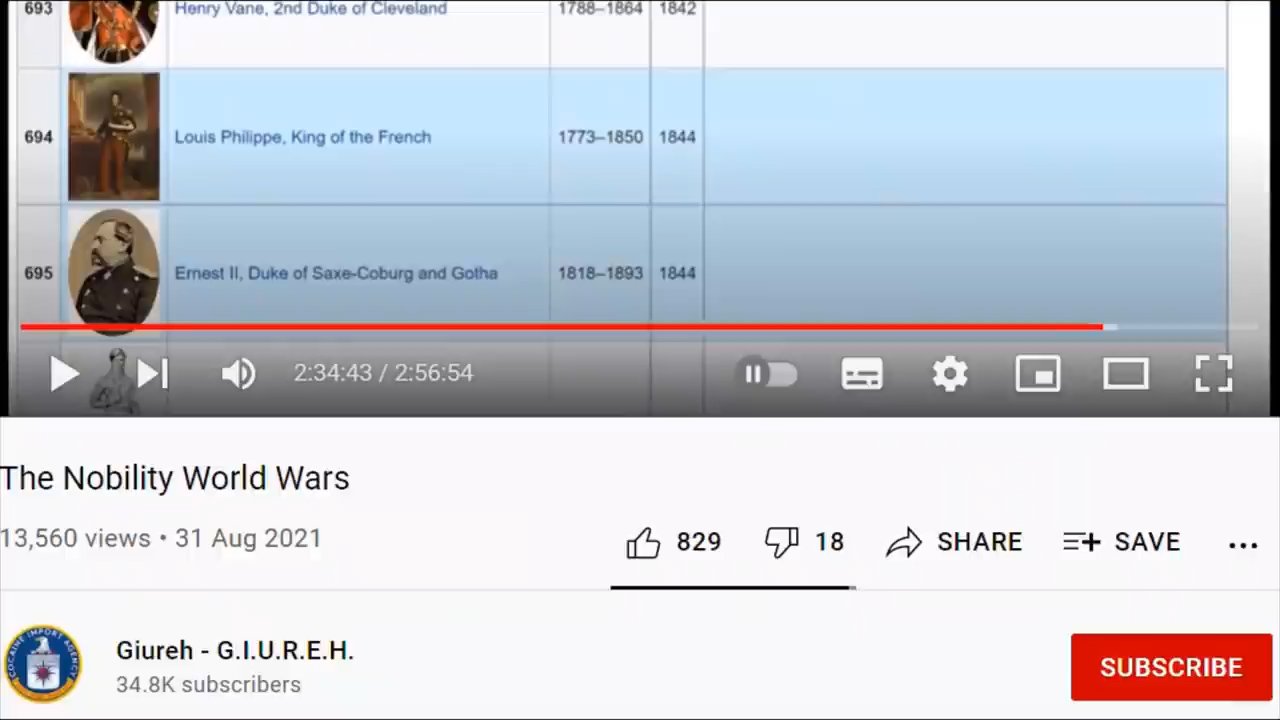 693 Henry Vane, 2nd Duke of Cleveland 1788–1864 1842
694 Louis Philippe, King of the French 1773–1850 1844
695 Ernest II, Duke of Saxe-Coburg and Gotha 1818–1893 1844
2:34:43 / 2:56:54
The Nobility World Wars
13,560 views • 31 Aug 2021
829 18 SHARE SAVE ...
COCAINE IMPORT AGENCY
Giureh - G.I.U.R.E.H.
34.8K subscribers
SUBSCRIBE